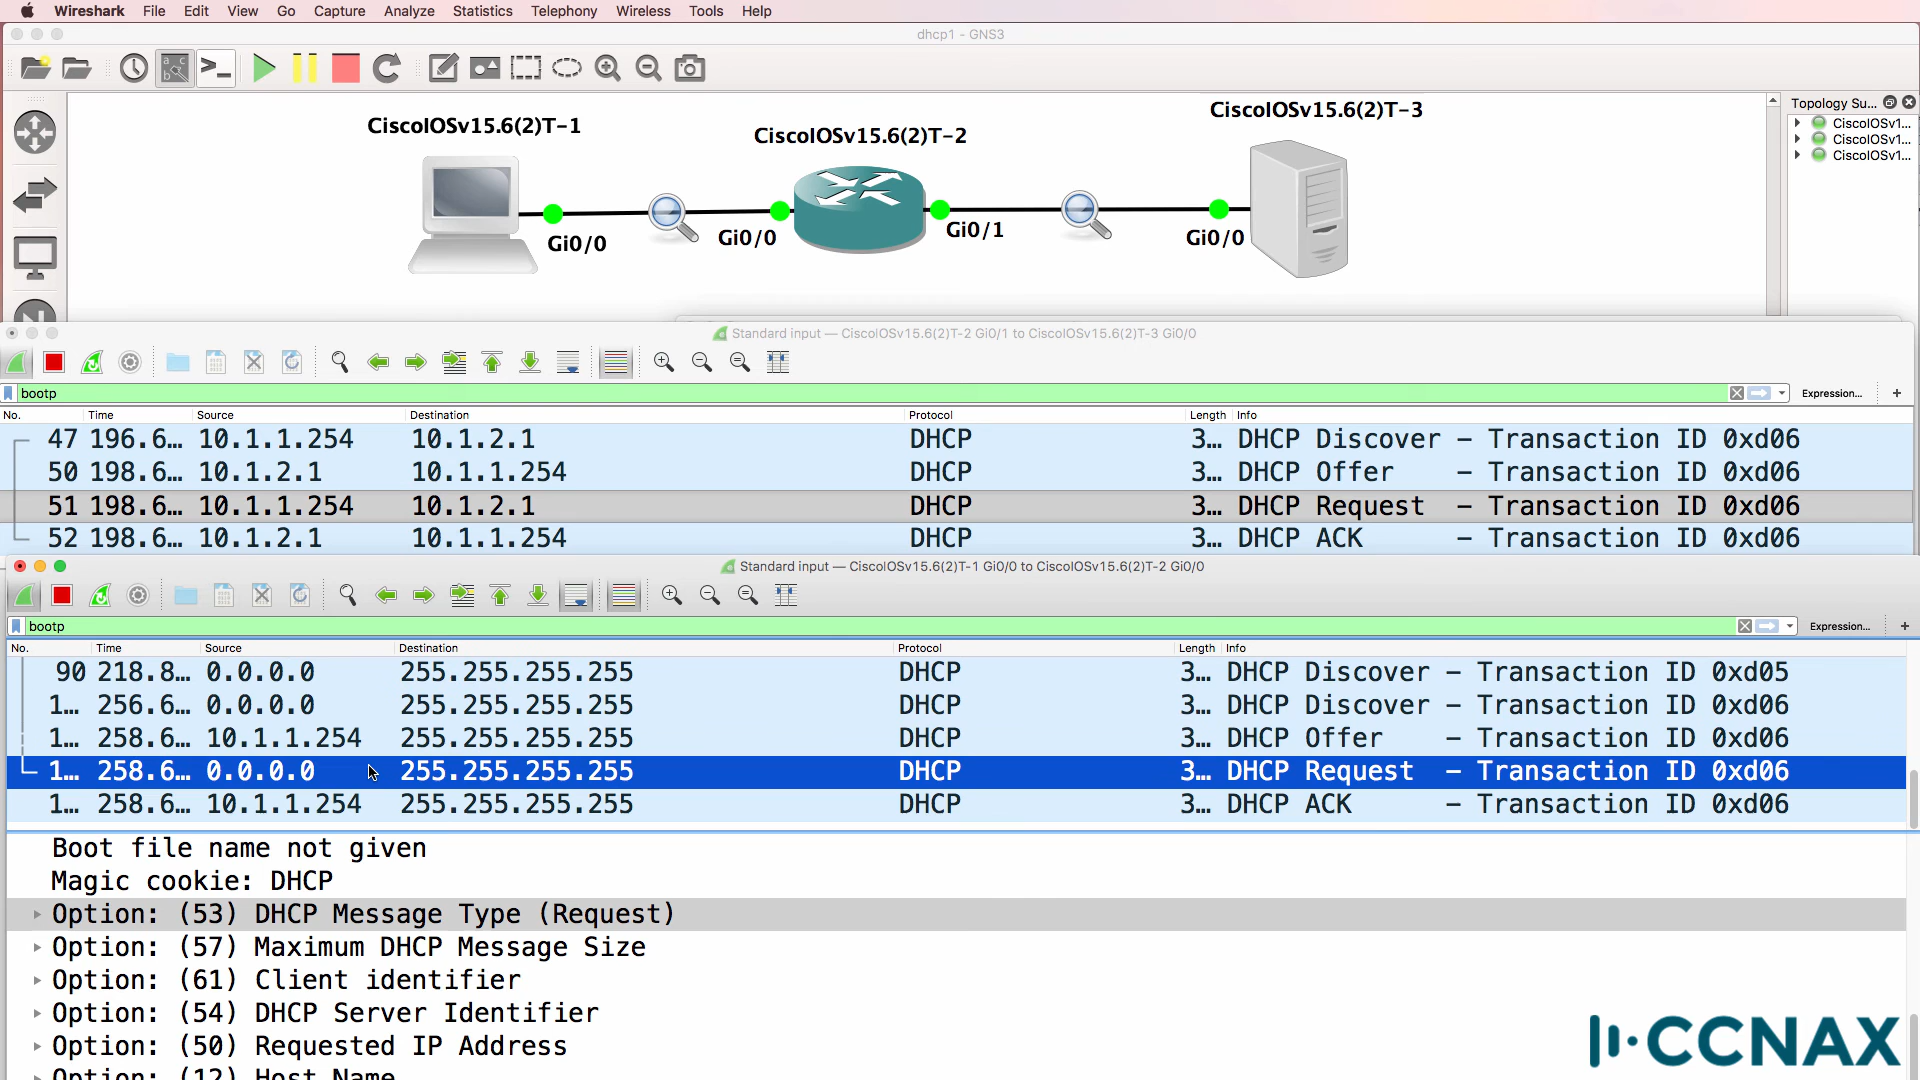 Wireshark File Edit View Go Capture Analyze Statistics Telephony Wireless Tools Help
dhcp1 - GNS3
CiscoIOSv15.6(2)T-1
CiscoIOSv15.6(2)T-2
CiscoIOSv15.6(2)T-3
Gi0/0
Gi0/0
Gi0/1
Gi0/0
Topology Su...
CiscoIOSv1...
CiscoIOSv1...
CiscoIOSv1...
Standard input — CiscoIOSv15.6(2)T-2 Gi0/1 to CiscoIOSv15.6(2)T-3 Gi0/0
bootp Expression... +
No. Time Source Destination Protocol Length Info
47 196.6… 10.1.1.254 10.1.2.1 DHCP 3… DHCP Discover – Transaction ID 0xd06
50 198.6… 10.1.2.1 10.1.1.254 DHCP 3… DHCP Offer – Transaction ID 0xd06
51 198.6… 10.1.1.254 10.1.2.1 DHCP 3… DHCP Request – Transaction ID 0xd06
52 198.6… 10.1.2.1 10.1.1.254 DHCP 3… DHCP ACK – Transaction ID 0xd06
Standard input — CiscoIOSv15.6(2)T-1 Gi0/0 to CiscoIOSv15.6(2)T-2 Gi0/0
bootp Expression... +
No. Time Source Destination Protocol Length Info
90 218.8… 0.0.0.0 255.255.255.255 DHCP 3… DHCP Discover – Transaction ID 0xd05
1… 256.6… 0.0.0.0 255.255.255.255 DHCP 3… DHCP Discover – Transaction ID 0xd06
1… 258.6… 10.1.1.254 255.255.255.255 DHCP 3… DHCP Offer – Transaction ID 0xd06
1… 258.6… 0.0.0.0 255.255.255.255 DHCP 3… DHCP Request – Transaction ID 0xd06
1… 258.6… 10.1.1.254 255.255.255.255 DHCP 3… DHCP ACK – Transaction ID 0xd06
Boot file name not given
Magic cookie: DHCP
Option: (53) DHCP Message Type (Request)
Option: (57) Maximum DHCP Message Size
Option: (61) Client identifier
Option: (54) DHCP Server Identifier
Option: (50) Requested IP Address
Option: (12) Host Name
CCNAX